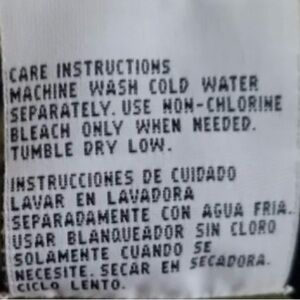 CARE INSTRUCTIONS
MACHINE WASH COLD WATER
SEPARATELY. USE NON-CHLORINE
BLEACH ONLY WHEN NEEDED.
TUMBLE DRY LOW.
INSTRUCCIONES DE CUIDADO
LAVAR EN LAVADORA
SEPARADAMENTE CON AGUA FRIA.
USAR BLANQUEADOR SIN CLORO
SOLAMENTE CUANDO SE
NECESITE. SECAR EN SECADORA.
CICLO LENTO.